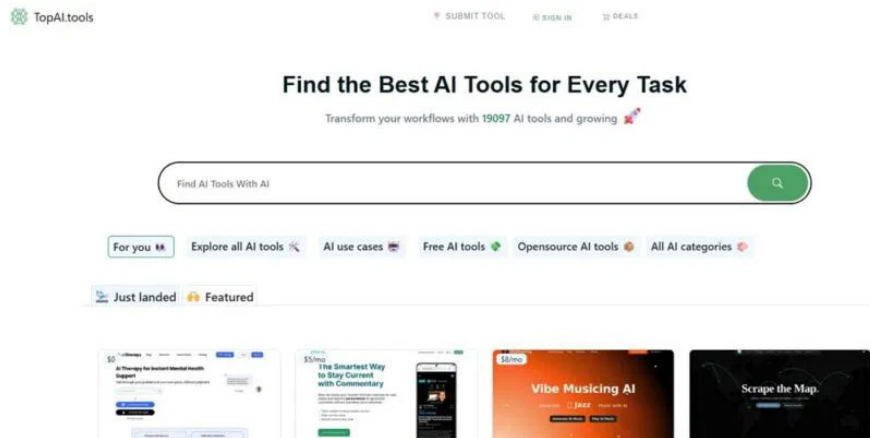 TopAI.tools
SUBMIT TOOL
SIGN IN
DEALS
Find the Best AI Tools for Every Task
Transform your workflows with 19097 AI tools and growing
Find AI Tools With AI
For you
Explore all AI tools
AI use cases
Free AI tools
Opensource AI tools
All AI categories
Just landed
Featured
$0
AI Therapy for Instant Mental Health
Support
$5/mo
The Smartest Way
to Stay Current
with Commentary
$8/mo
Vibe Musicing AI
Jazz
Scrape the Map.